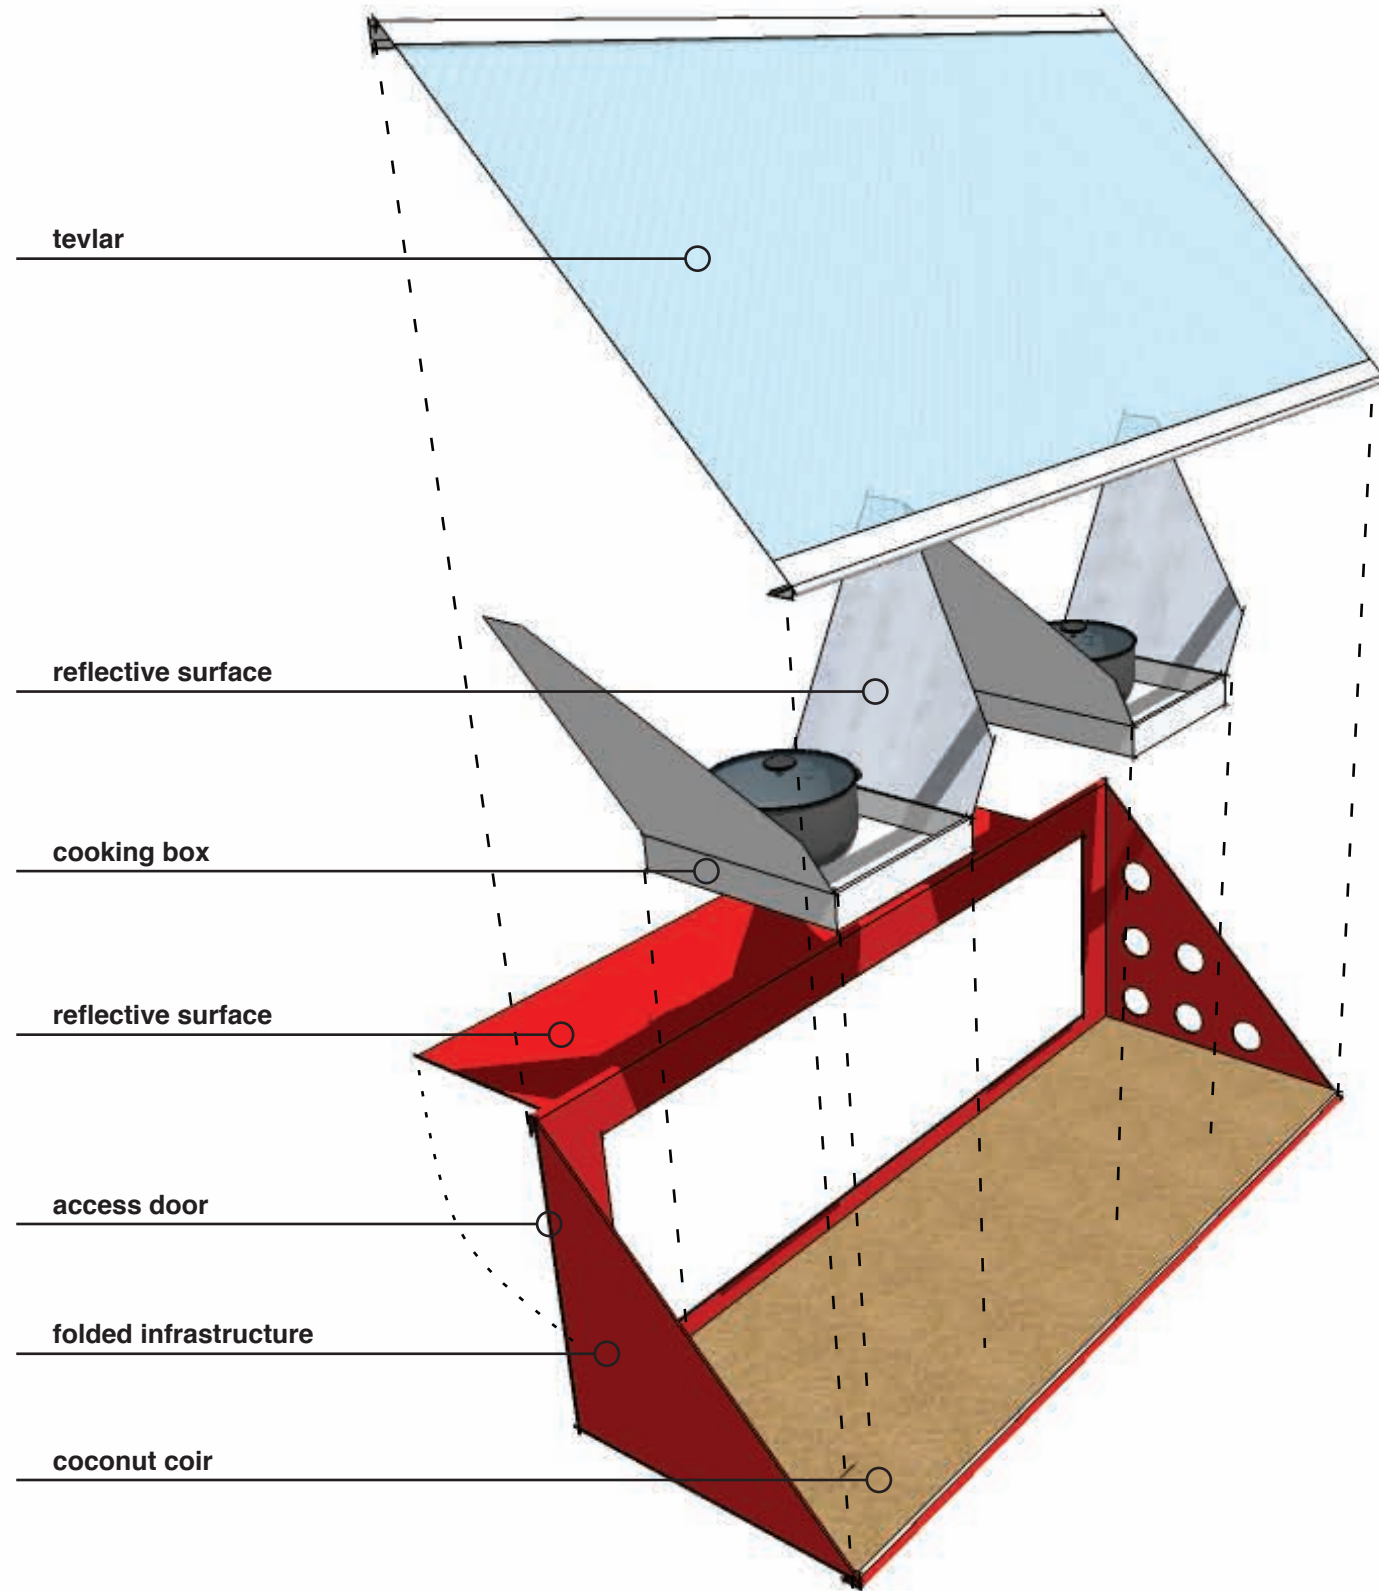 tevlar
reflective surface
cooking box
reflective surface
access door
folded infrastructure
coconut coir